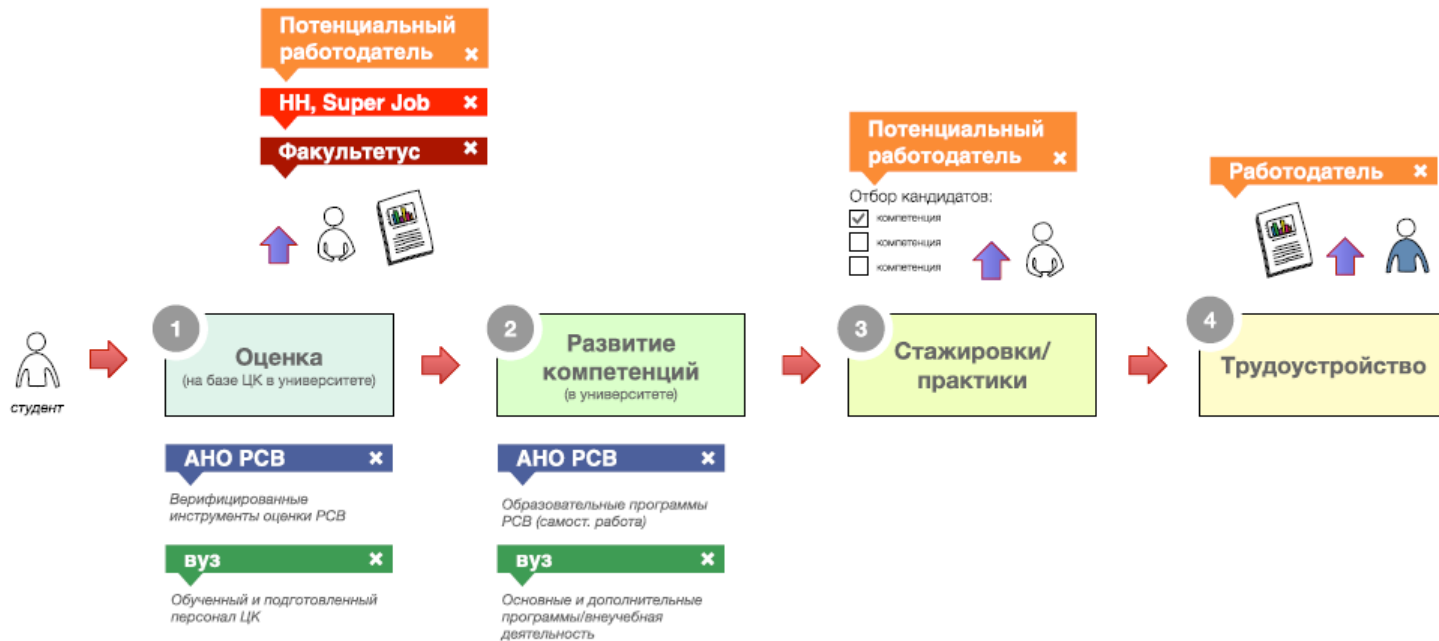 Потенциальный
работодатель
HH, Super Job
Факультетус
Потенциальный
работодатель
Отбор кандидатов:
компетенция
компетенция
компетенция
Работодатель
студент
1
Оценка
(на базе ЦК в университете)
2
Развитие
компетенций
(в университете)
3
Стажировки/
практики
4
Трудоустройство
АНО РСВ
Верифицированные
инструменты оценки РСВ
вуз
Обученный и подготовленный
персонал ЦК
АНО РСВ
Образовательные программы
РСВ (самост. работа)
вуз
Основные и дополнительные
программы/внеучебная
деятельность